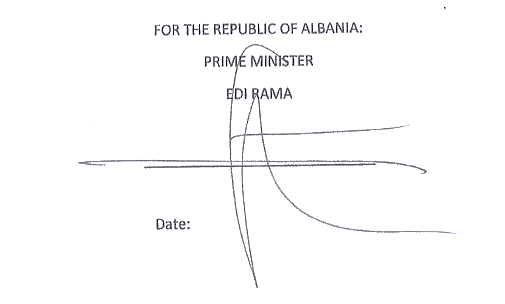 FOR THE REPUBLIC OF ALBANIA:
PRIME MINISTER
EDI RAMA
Date: